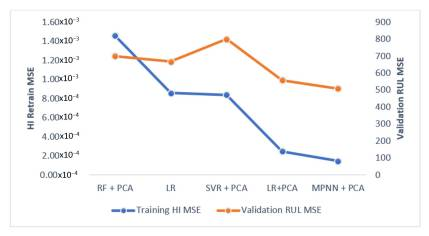 1.60x10⁻³
1.40x10⁻³
1.20x10⁻³
1.00x10⁻³
8.00x10⁻⁴
6.00x10⁻⁴
4.00x10⁻⁴
2.00x10⁻⁴
0.00x10⁻⁴
HI Retrain MSE
900
800
700
600
500
400
300
200
100
0
Validation RUL MSE
RF + PCA LR SVR + PCA LR+PCA MPNN + PCA
Training HI MSE Validation RUL MSE